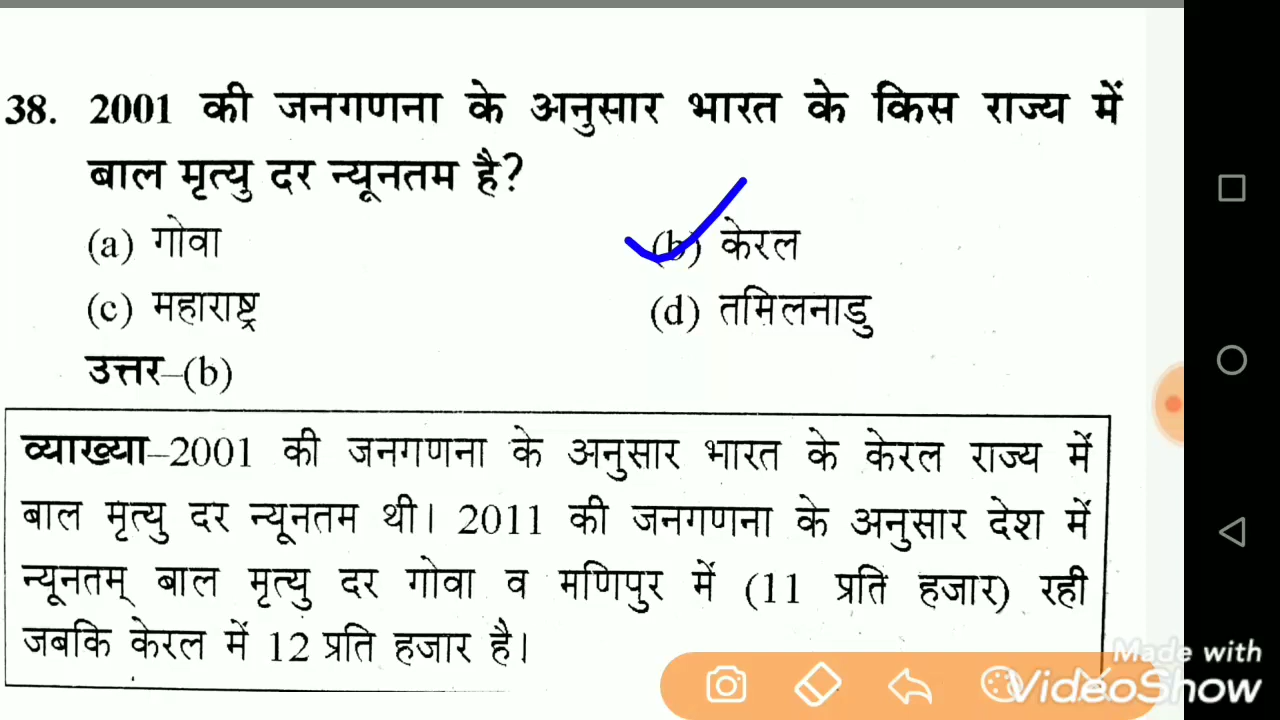 38. 2001 की जनगणना के अनुसार भारत के किस राज्य में
बाल मृत्यु दर न्यूनतम है?
(a) गोवा (b) केरल
(c) महाराष्ट्र (d) तमिलनाडु
उत्तर–(b)
व्याख्या–2001 की जनगणना के अनुसार भारत के केरल राज्य में
बाल मृत्यु दर न्यूनतम थी। 2011 की जनगणना के अनुसार देश में
न्यूनतम् बाल मृत्यु दर गोवा व मणिपुर में (11 प्रति हजार) रही
जबकि केरल में 12 प्रति हजार है।
Made with
VideoShow